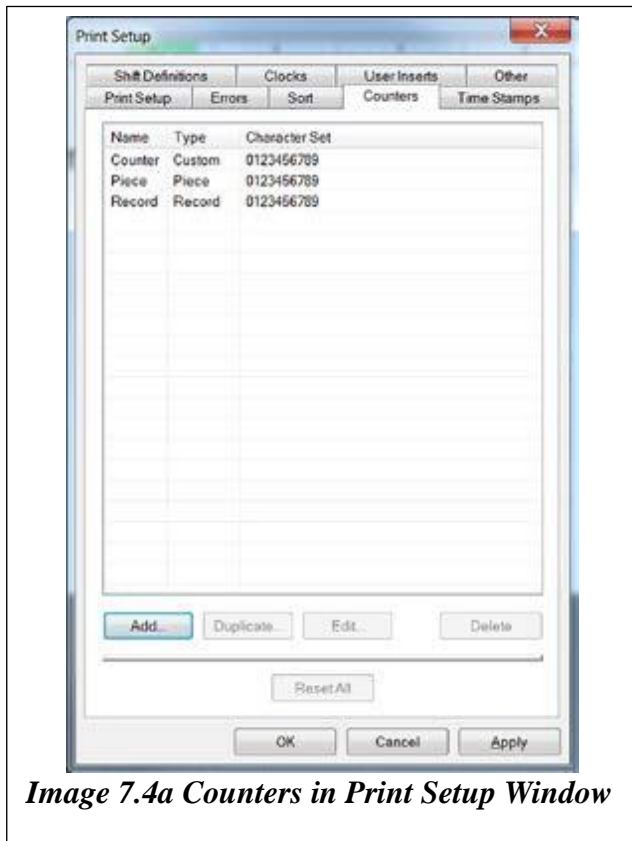 Print Setup
Shift Definitions Clocks User Inserts Other
Print Setup Errors Sort Counters Time Stamps
Name Type Character Set
Counter Custom 0123456789
Piece Piece 0123456789
Record Record 0123456789
Add... Duplicate... Edit... Delete
Reset All
OK Cancel Apply
Image 7.4a Counters in Print Setup Window